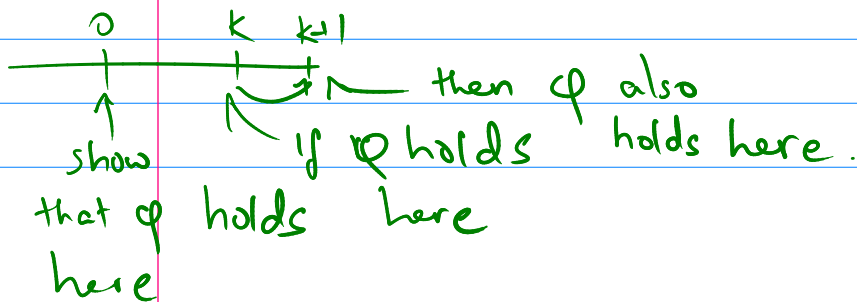 0 k k+1
then φ also
show if φ holds holds here.
that φ holds here
here